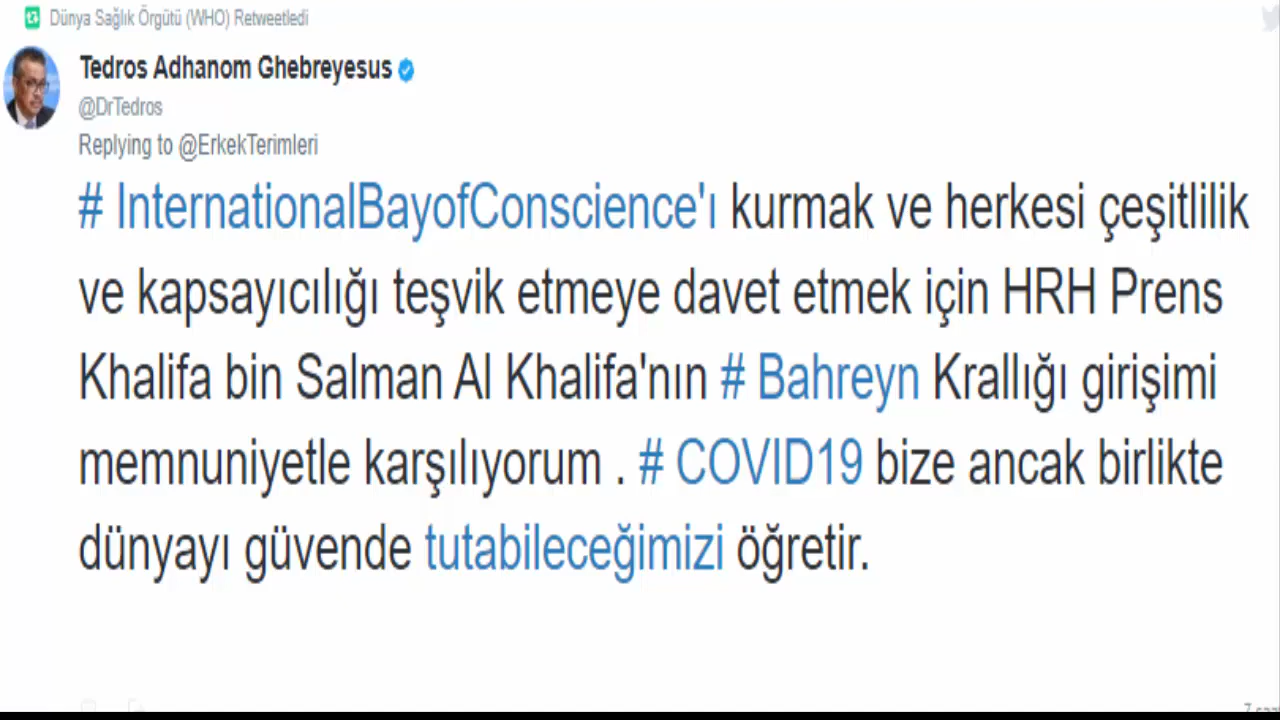 Dünya Sağlık Örgütü (WHO) Retweetledi
Tedros Adhanom Ghebreyesus
@DrTedros
Replying to @ErkekTerimleri
# InternationalBayofConscience'ı kurmak ve herkesi çeşitlilik
ve kapsayıcılığı teşvik etmeye davet etmek için HRH Prens
Khalifa bin Salman Al Khalifa'nın # Bahreyn Krallığı girişimi
memnuniyetle karşılıyorum . # COVID19 bize ancak birlikte
dünyayı güvende tutabileceğimizi öğretir.